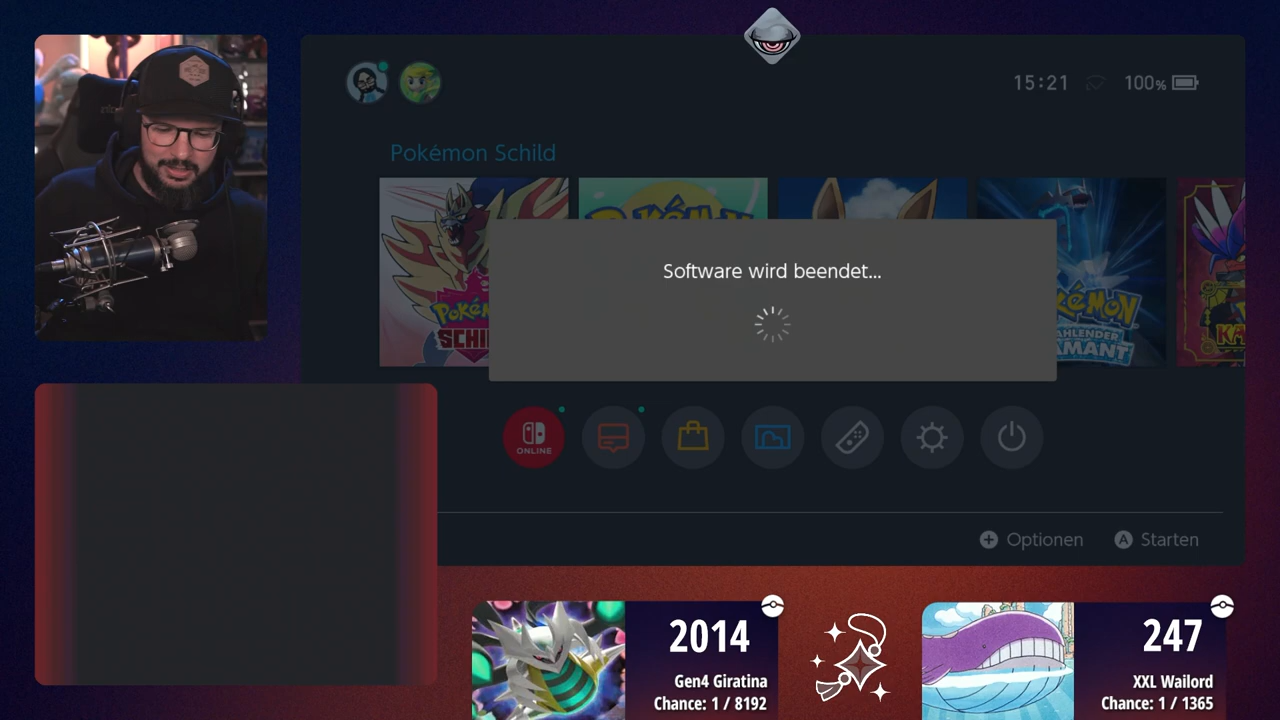 15:21
100%
Pokémon Schild
Software wird beendet...
ONLINE
Optionen
Starten
2014
Gen4 Giratina
Chance: 1 / 8192
247
XXL Wailord
Chance: 1 / 1365